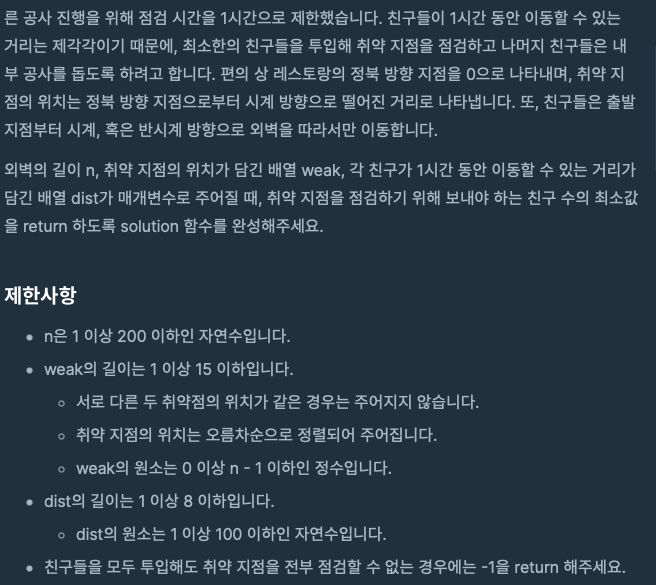 른 공사 진행을 위해 점검 시간을 1시간으로 제한했습니다. 친구들이 1시간 동안 이동할 수 있는
거리는 제각각이기 때문에, 최소한의 친구들을 투입해 취약 지점을 점검하고 나머지 친구들은 내
부 공사를 돕도록 하려고 합니다. 편의 상 레스토랑의 정북 방향 지점을 0으로 나타내며, 취약 지
점의 위치는 정북 방향 지점으로부터 시계 방향으로 떨어진 거리로 나타냅니다. 또, 친구들은 출발
지점부터 시계, 혹은 반시계 방향으로 외벽을 따라서만 이동합니다.
외벽의 길이 n, 취약 지점의 위치가 담긴 배열 weak, 각 친구가 1시간 동안 이동할 수 있는 거리가
담긴 배열 dist가 매개변수로 주어질 때, 취약 지점을 점검하기 위해 보내야 하는 친구 수의 최소값
을 return 하도록 solution 함수를 완성해주세요.
제한사항
• n은 1 이상 200 이하인 자연수입니다.
• weak의 길이는 1 이상 15 이하입니다.
◦ 서로 다른 두 취약점의 위치가 같은 경우는 주어지지 않습니다.
◦ 취약 지점의 위치는 오름차순으로 정렬되어 주어집니다.
◦ weak의 원소는 0 이상 n - 1 이하인 정수입니다.
• dist의 길이는 1 이상 8 이하입니다.
◦ dist의 원소는 1 이상 100 이하인 자연수입니다.
• 친구들을 모두 투입해도 취약 지점을 전부 점검할 수 없는 경우에는 -1을 return 해주세요.